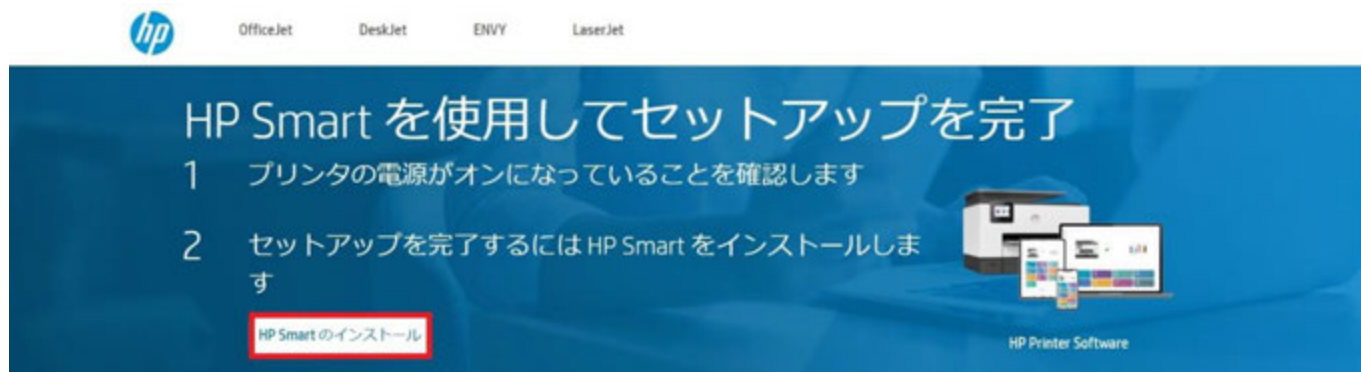 hp
OfficeJet DeskJet ENVY LaserJet
HP Smart を使用してセットアップを完了
1 プリンタの電源がオンになっていることを確認します
2 セットアップを完了するには HP Smart をインストールしま
す
HP Smart のインストール
HP Printer Software